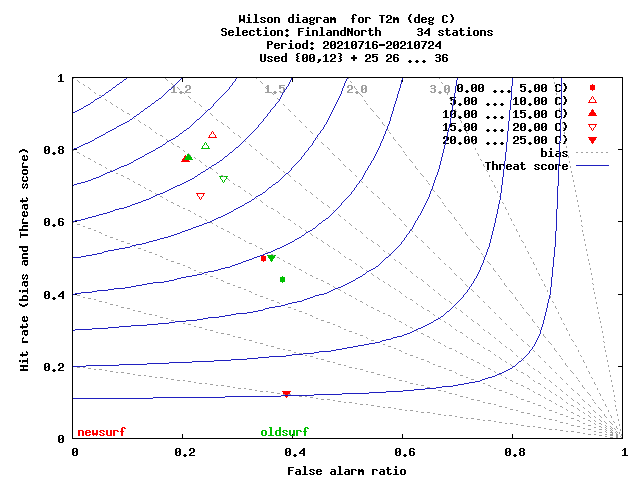 Wilson diagram  for T2m (deg C)
Selection: FinlandNorth     34 stations
Period: 20210716-20210724
Used {00,12} + 25 26 ... 36
1 1.2 1.5 2.0 3.0 0.00 ... 5.00 C)
5.00 ... 10.00 C)
10.00 ... 15.00 C)
15.00 ... 20.00 C)
20.00 ... 25.00 C)
0.8 bias
Threat score
0.6
0.4
0.2
0
Hit rate (bias and Threat score)
newsurf oldsurf
0 0.2 0.4 0.6 0.8 1
False alarm ratio